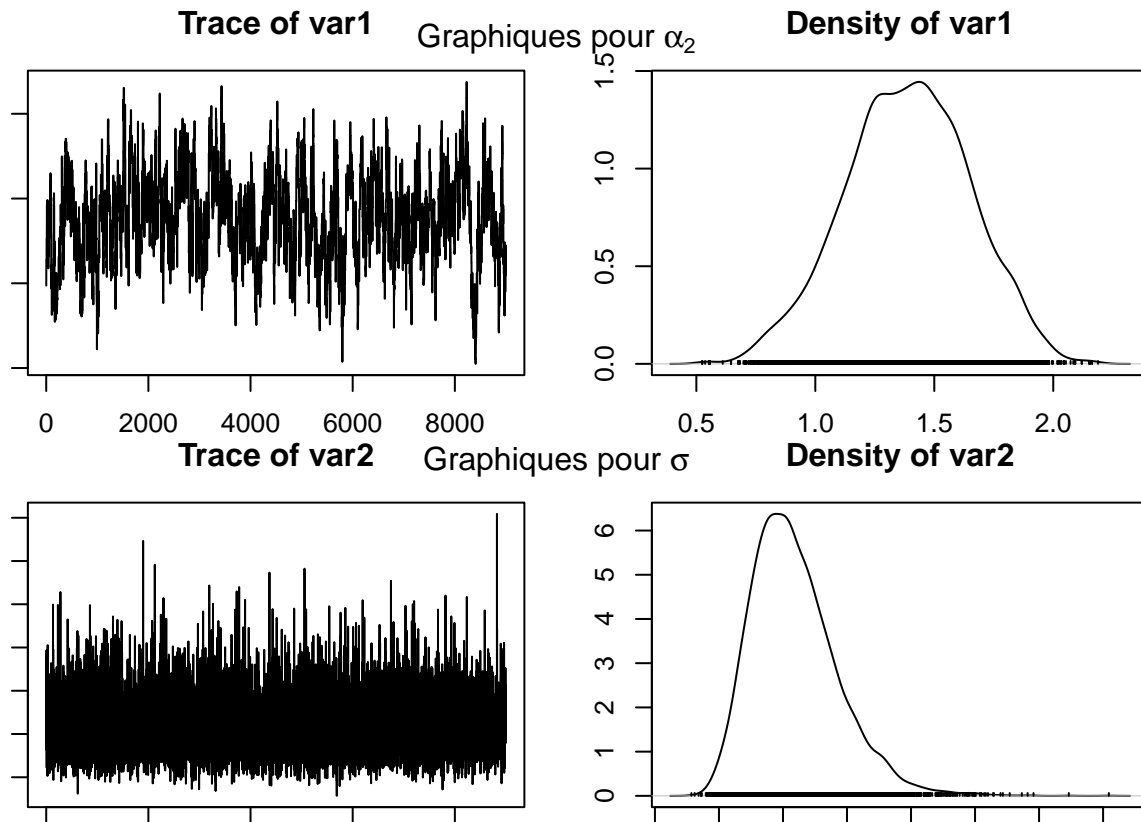 Trace of var1
Graphiques pour α₂
Density of var1
0 2000 4000 6000 8000
0.0 0.5 1.0 1.5
0.5 1.0 1.5 2.0
Trace of var2
Graphiques pour σ
Density of var2
0 1 2 3 4 5 6